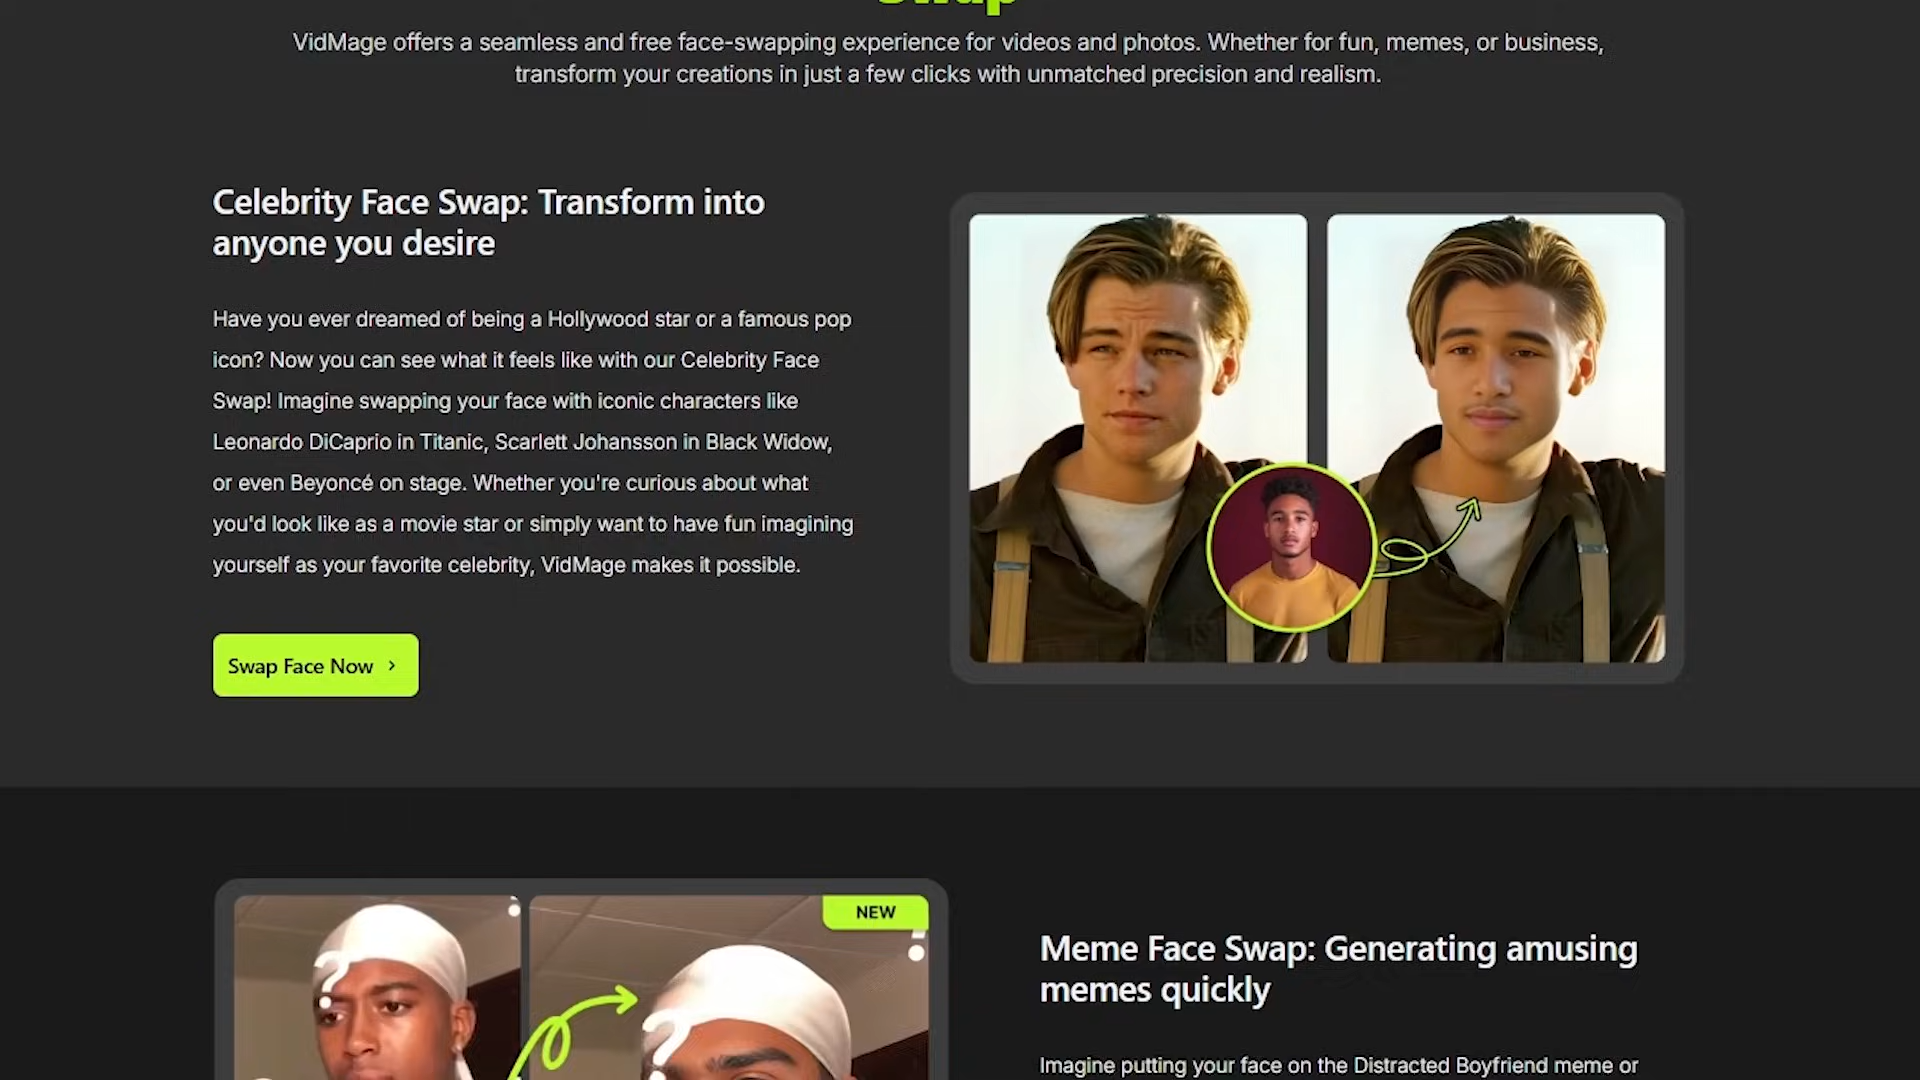 Swap
VidMage offers a seamless and free face-swapping experience for videos and photos. Whether for fun, memes, or business,
transform your creations in just a few clicks with unmatched precision and realism.
Celebrity Face Swap: Transform into
anyone you desire
Have you ever dreamed of being a Hollywood star or a famous pop
icon? Now you can see what it feels like with our Celebrity Face
Swap! Imagine swapping your face with iconic characters like
Leonardo DiCaprio in Titanic, Scarlett Johansson in Black Widow,
or even Beyoncé on stage. Whether you're curious about what
you'd look like as a movie star or simply want to have fun imagining
yourself as your favorite celebrity, VidMage makes it possible.
Swap Face Now
NEW
?
?
Meme Face Swap: Generating amusing
memes quickly
Imagine putting your face on the Distracted Boyfriend meme or